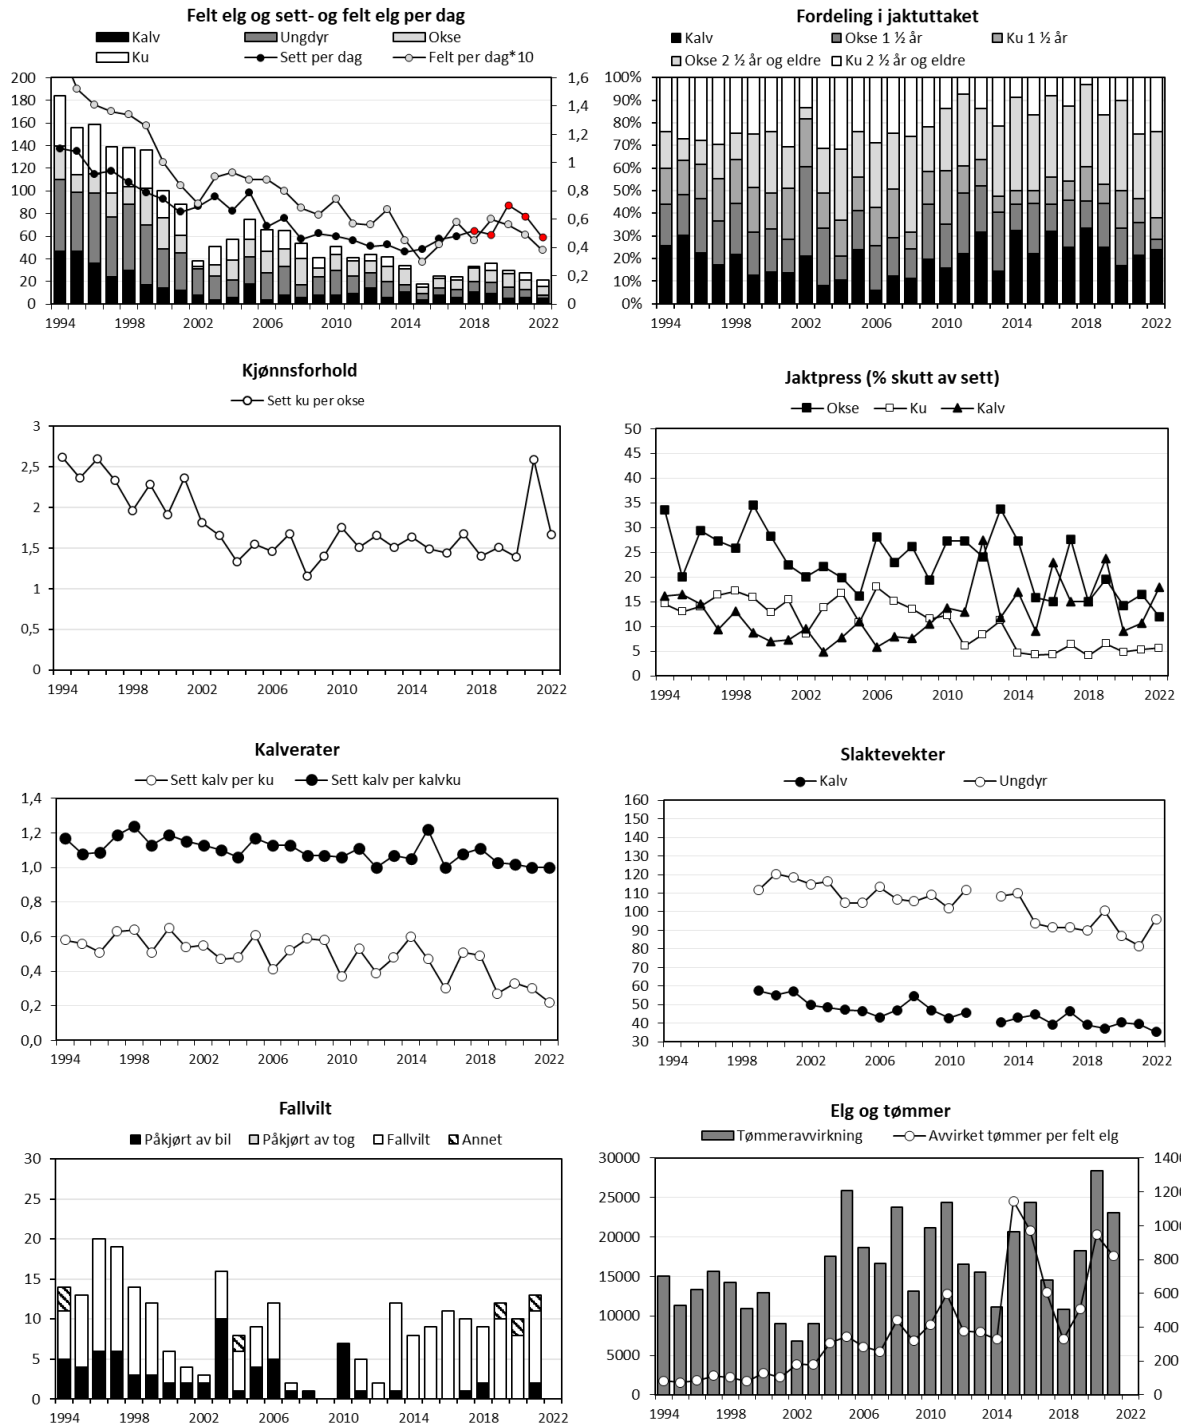 Felt elg og sett- og felt elg per dag
Kalv Ungdyr Okse
Ku Sett per dag Felt per dag*10
200 1,6
180 1,4
160 1,2
140 1
120 0,8
100 0,6
80 0,4
60 0,2
40 0
20
0
1994 1998 2002 2006 2010 2014 2018 2022
Fordeling i jaktuttaket
Kalv Okse 1 ½ år Ku 1 ½ år
Okse 2 ½ år og eldre Ku 2 ½ år og eldre
100%
90%
80%
70%
60%
50%
40%
30%
20%
10%
0%
1994 1998 2002 2006 2010 2014 2018 2022
Kjønnsforhold
Sett ku per okse
3
2,5
2
1,5
1
0,5
0
1994 1998 2002 2006 2010 2014 2018 2022
Jaktpress (% skutt av sett)
Okse Ku Kalv
50
45
40
35
30
25
20
15
10
5
0
1994 1998 2002 2006 2010 2014 2018 2022
Kalverater
Sett kalv per ku Sett kalv per kalvku
1,4
1,2
1,0
0,8
0,6
0,4
0,2
0,0
1994 1998 2002 2006 2010 2014 2018 2022
Slaktevekter
Kalv Ungdyr
160
150
140
130
120
110
100
90
80
70
60
50
40
30
1994 1998 2002 2006 2010 2014 2018 2022
Fallvilt
Påkjørt av bil Påkjørt av tog Fallvilt Annet
30
25
20
15
10
5
0
1994 1998 2002 2006 2010 2014 2018 2022
Elg og tømmer
Tømmeravvirkning Avvirket tømmer per felt elg
30000 1400
25000 1200
20000 1000
15000 800
10000 600
5000 400
0 200
0
1994 1998 2002 2006 2010 2014 2018 2022